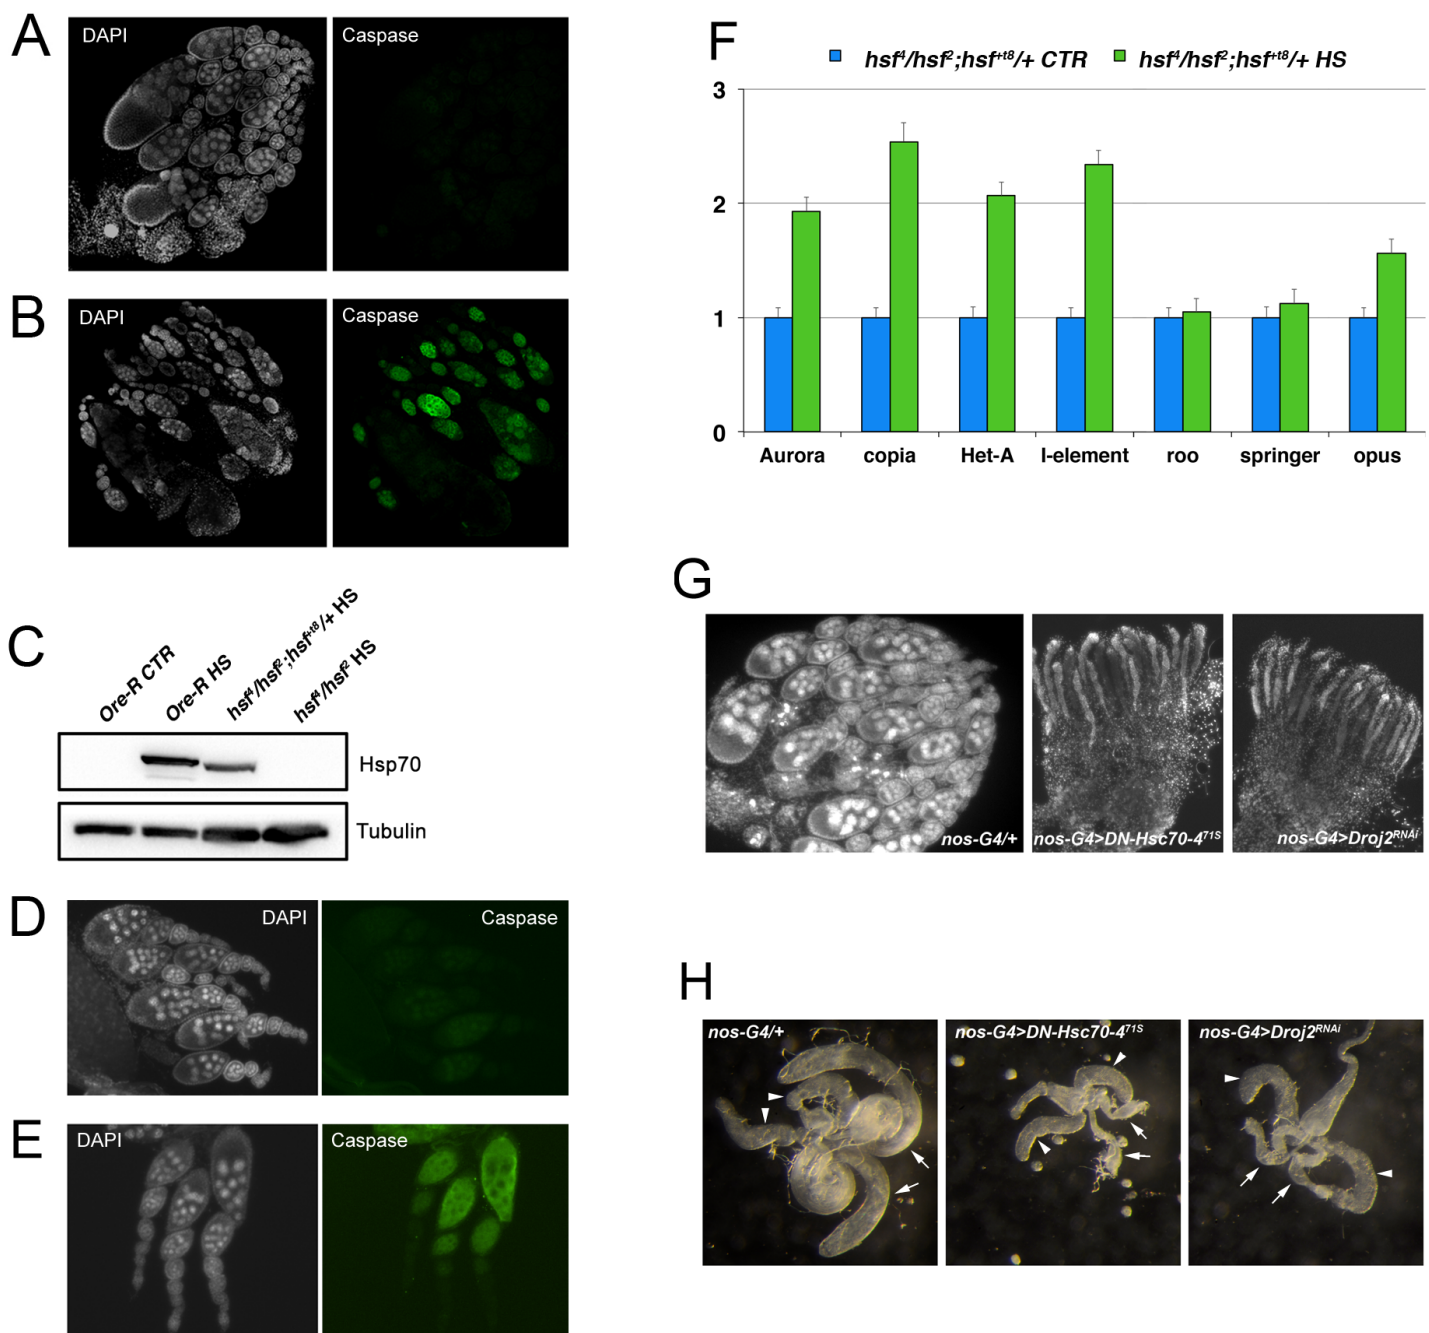 A
DAPI
Caspase
B
DAPI
Caspase
C
Ore-R CTR
Ore-R HS
hsf⁴/hsf²;hsf⁺ᵗ⁸/+ HS
hsf⁴/hsf² HS
Hsp70
Tubulin
D
DAPI
Caspase
E
DAPI
Caspase
F
hsf⁴/hsf²;hsf⁺ᵗ⁸/+ CTR
hsf⁴/hsf²;hsf⁺ᵗ⁸/+ HS
3
2
1
0
Aurora
copia
Het-A
I-element
roo
springer
opus
G
nos-G4/+
nos-G4>DN-Hsc70-4⁷¹ˢ
nos-G4>Droj2ᴿᴺᴬⁱ
H
nos-G4/+
nos-G4>DN-Hsc70-4⁷¹ˢ
nos-G4>Droj2ᴿᴺᴬⁱ